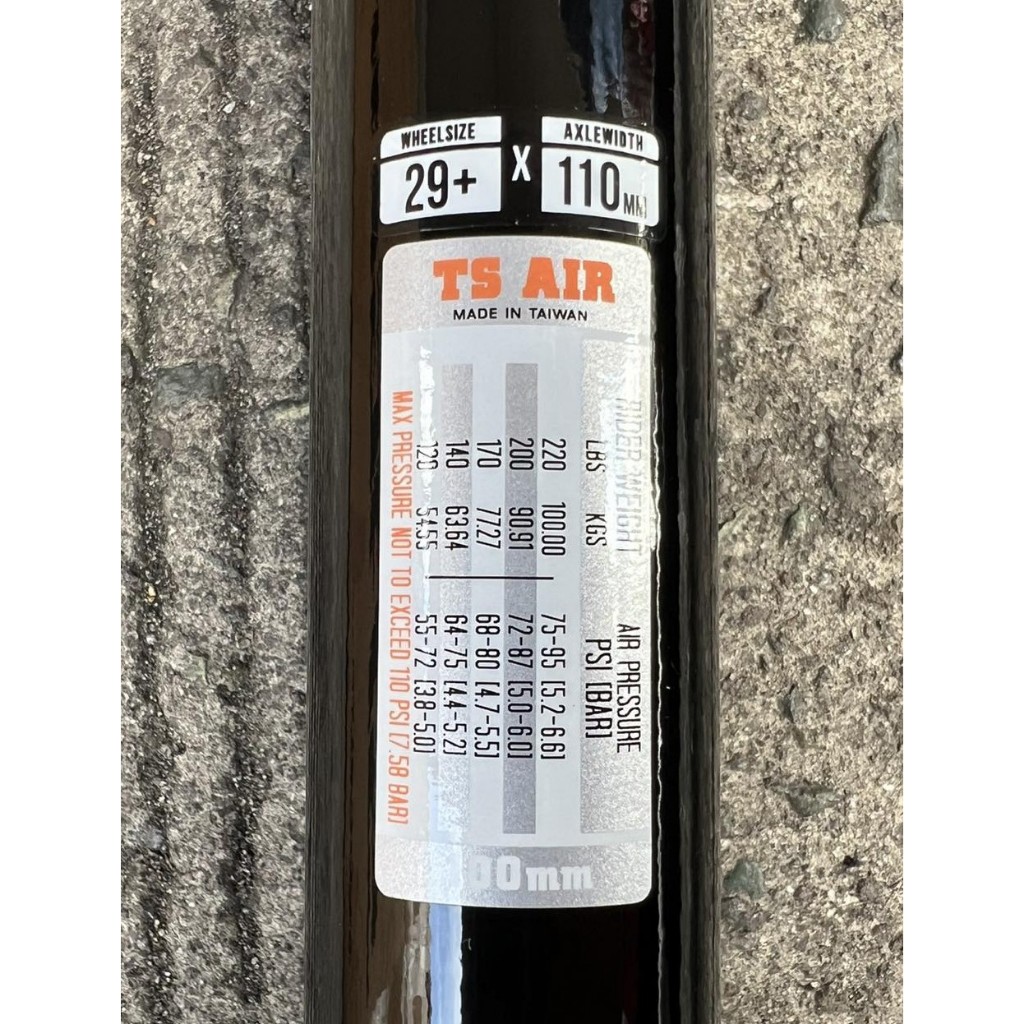 WHEELSIZE
29+
X
AXLEWIDTH
110MM
TS AIR
MADE IN TAIWAN
RIDER WEIGHT AIR PRESSURE
LBS KGS PSI [BAR]
220 100.00 75-95 [5.2-6.6]
200 90.91 72-87 [5.0-6.0]
170 77.27 68-80 [4.7-5.5]
140 63.64 64-75 [4.4-5.2]
120 54.55 55-72 [3.8-5.0]
MAX PRESSURE NOT TO EXCEED 110 PSI [7.58 BAR]